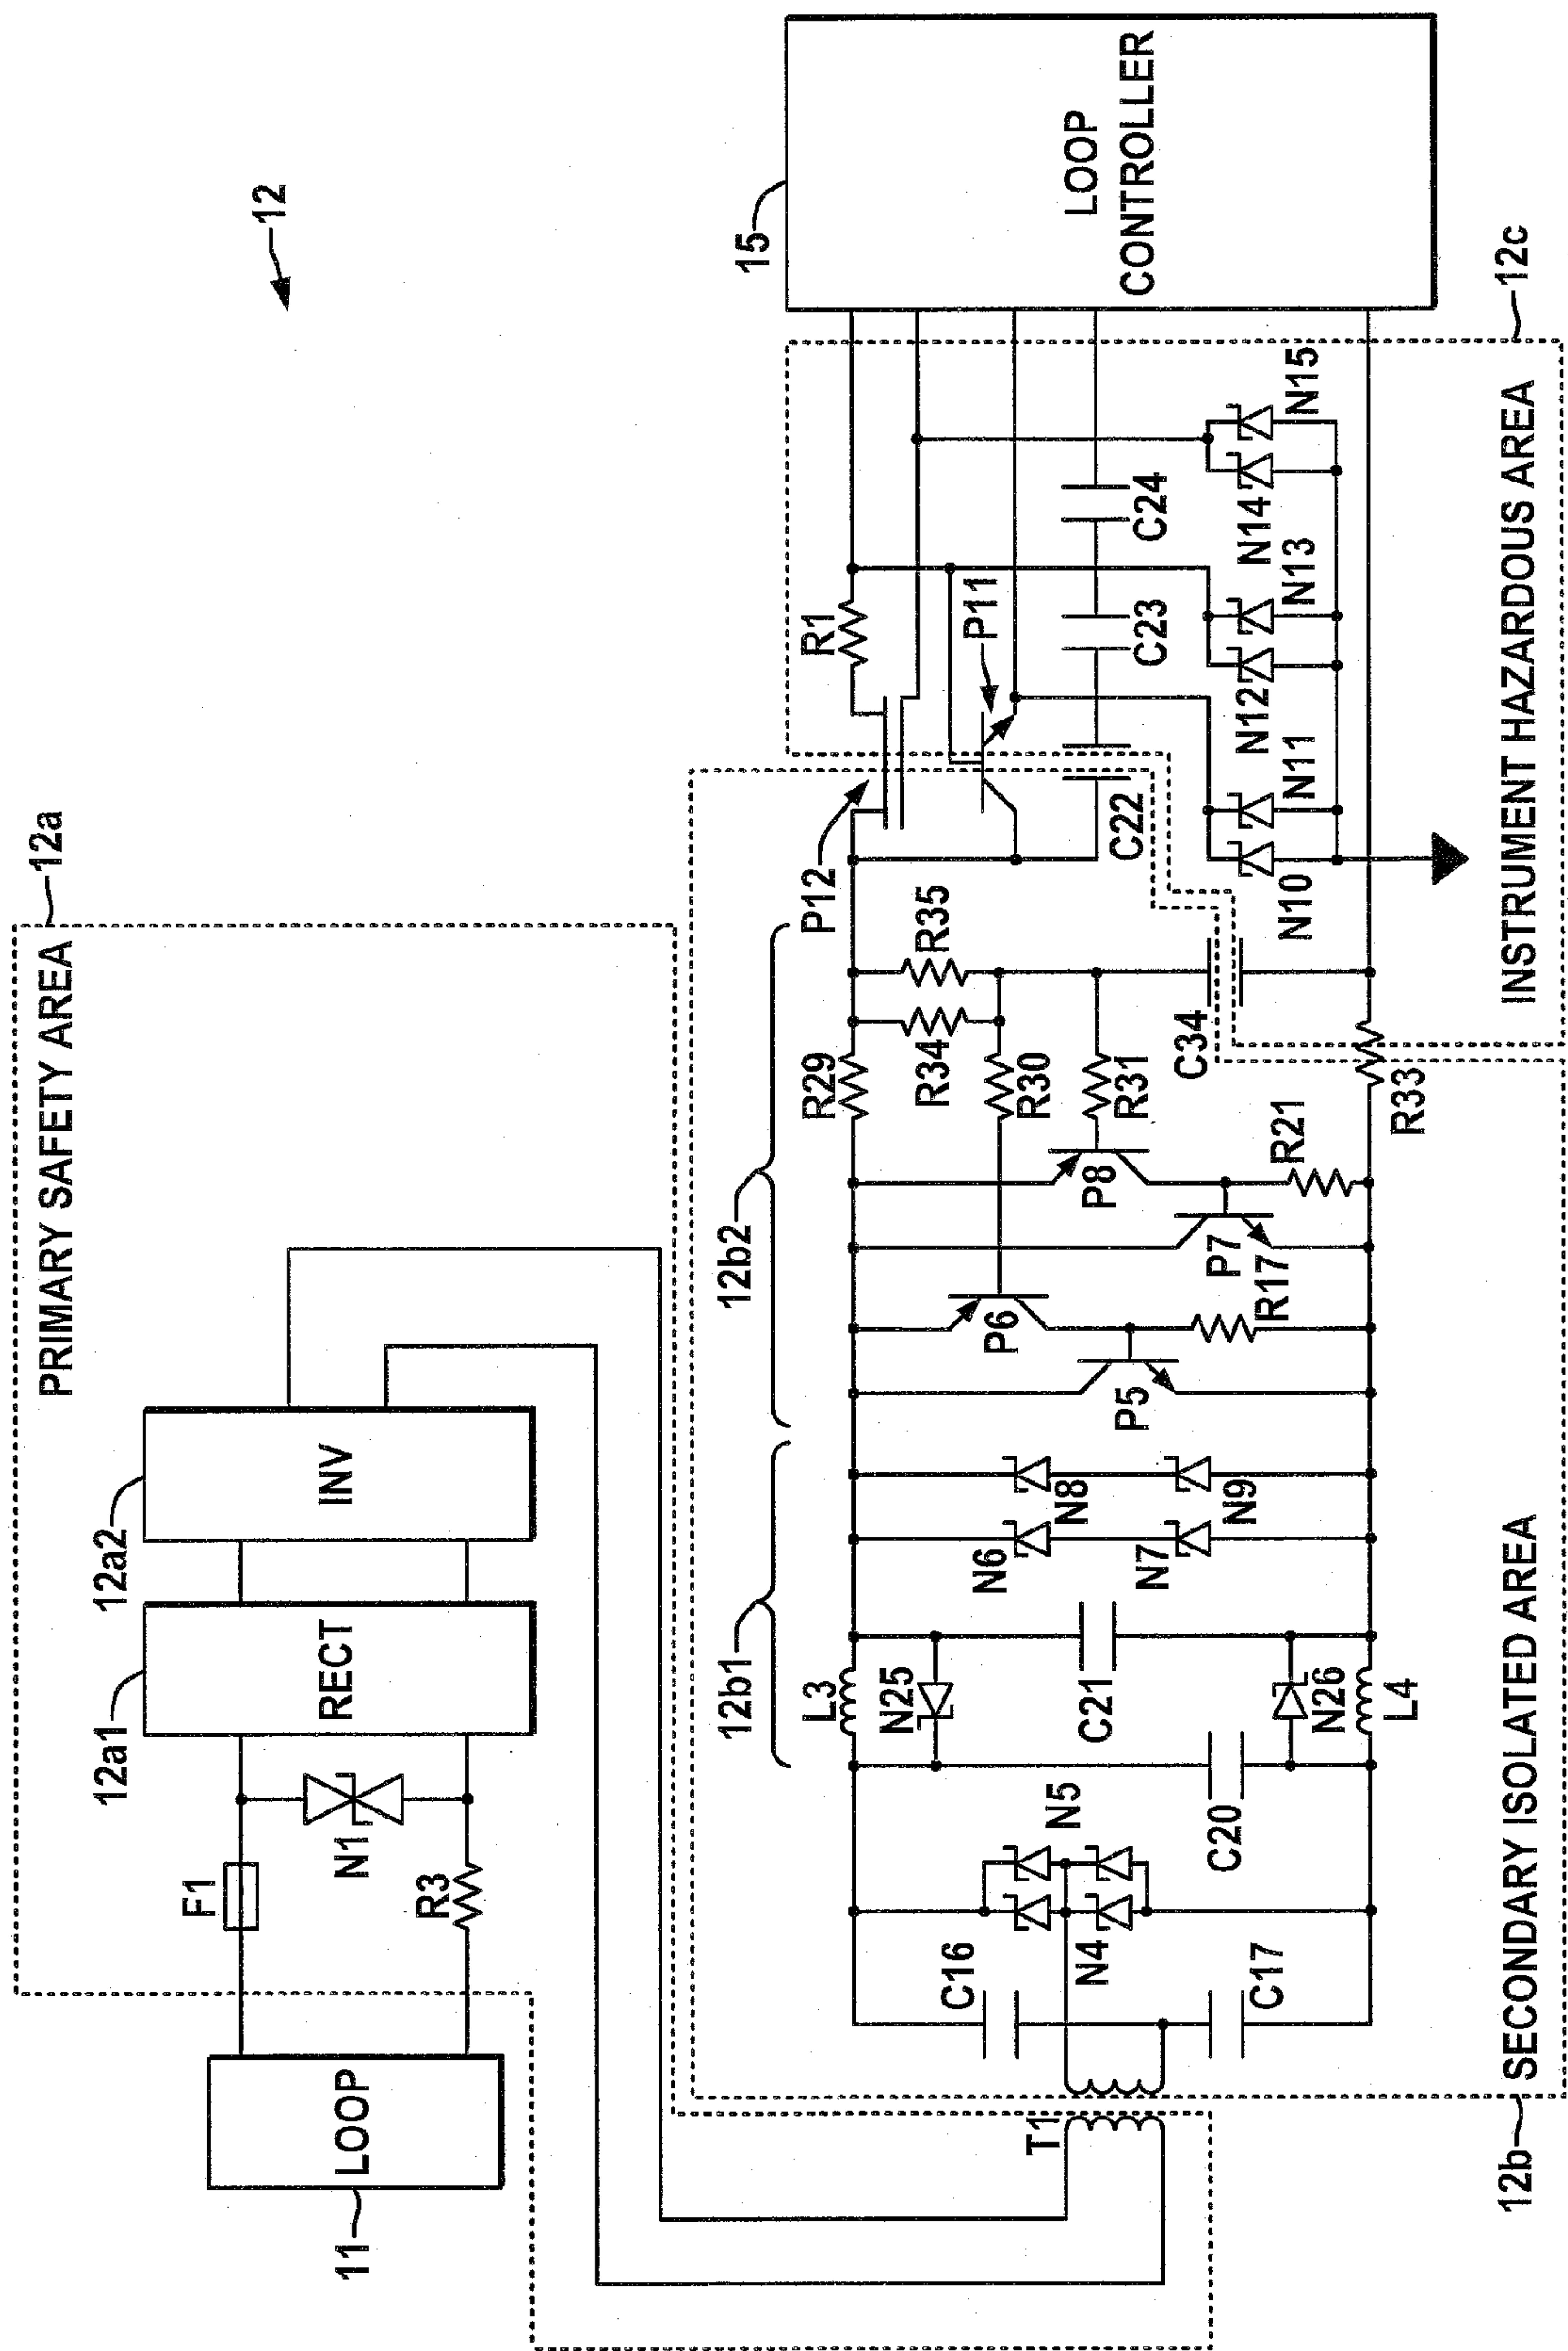 12
PRIMARY SAFETY AREA
12a
11
LOOP
F1
R3
N1
12a1
RECT
12a2
INV
T1
12b1
12b2
C16
C17
N4
N5
C20
L3
N25
C21
N26
L4
N6
N7
N8
N9
P5
P6
R17
P7
P8
R21
R29
R34
R35
R30
R31
C34
R33
P12
R1
P11
C22
C23
C24
N10
N11
N12
N13
N14
N15
15
LOOP
CONTROLLER
12b
SECONDARY ISOLATED AREA
INSTRUMENT HAZARDOUS AREA
12c